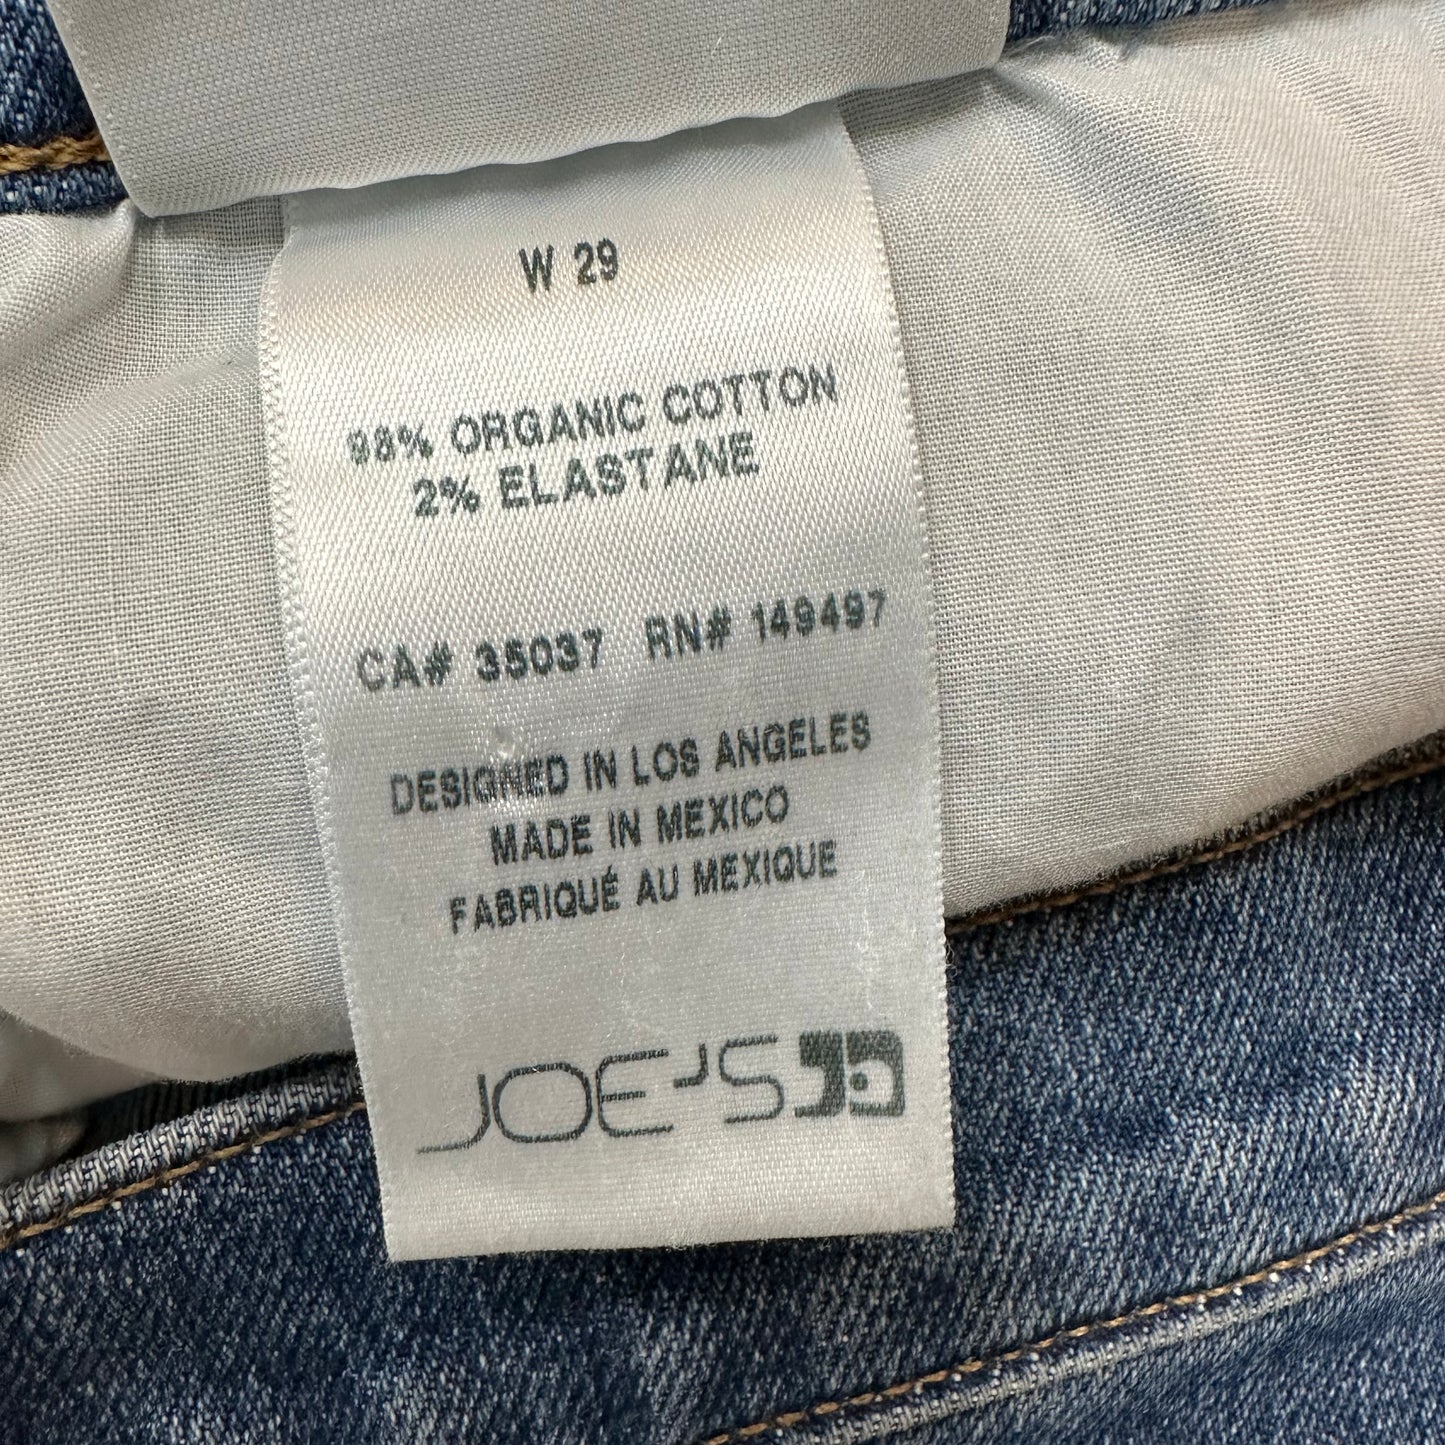 W 29
98% ORGANIC COTTON
2% ELASTANE
CA# 35037 RN# 149497
DESIGNED IN LOS ANGELES
MADE IN MEXICO
FABRIQUÉ AU MEXIQUE
JOE'S